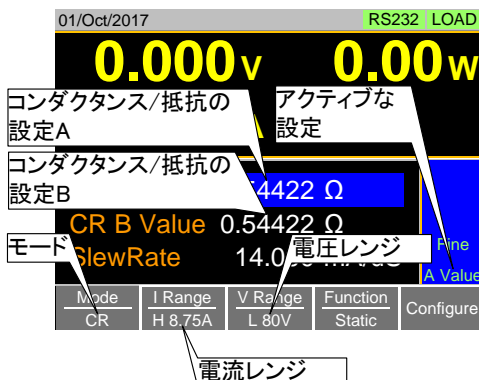 01/Oct/2017 RS232 LOAD
0.000 V 0.00 W
コンダクタンス/抵抗の
設定A
アクティブな
設定
コンダクタンス/抵抗の
設定B
54422 Ω
CR B Value 0.54422 Ω
モード
電圧レンジ
SlewRate 14.0
Fine
A Value
Mode
CR
I Range
H 8.75A
V Range
L 80V
Function
Static
Configure
電流レンジ